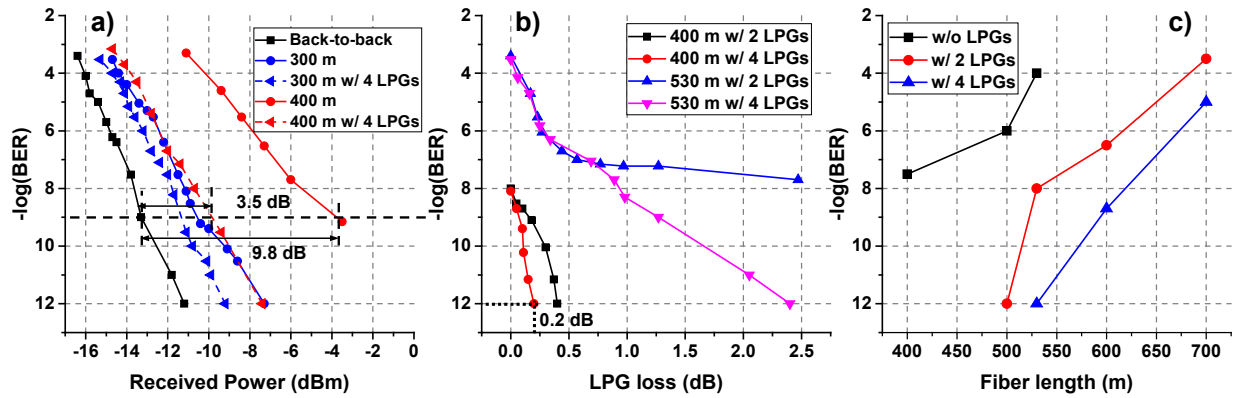 a)
Back-to-back
300 m
300 m w/ 4 LPGs
400 m
400 m w/ 4 LPGs
3.5 dB
9.8 dB
2
4
6
8
10
12
-log(BER)
-16 -14 -12 -10 -8 -6 -4 -2 0
Received Power (dBm)
b)
400 m w/ 2 LPGs
400 m w/ 4 LPGs
530 m w/ 2 LPGs
530 m w/ 4 LPGs
0.2 dB
2
4
6
8
10
12
-log(BER)
0.0 0.5 1.0 1.5 2.0 2.5
LPG loss (dB)
c)
w/o LPGs
w/ 2 LPGs
w/ 4 LPGs
2
4
6
8
10
12
-log(BER)
400 450 500 550 600 650 700
Fiber length (m)